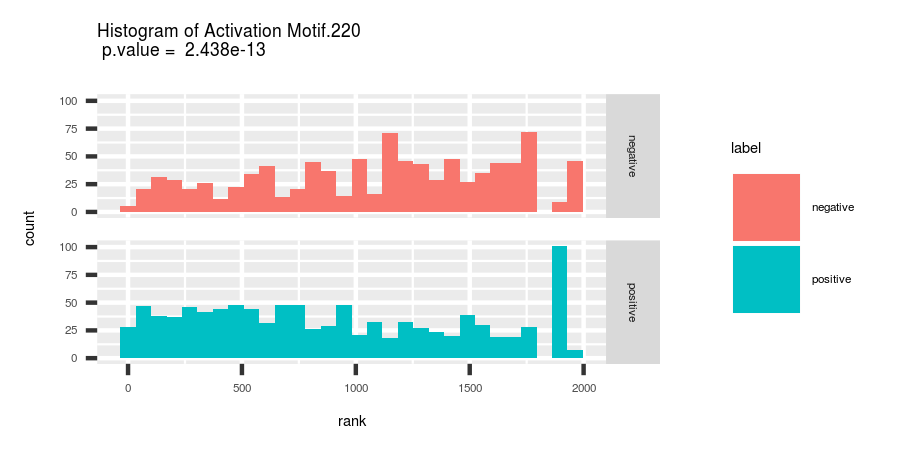 Histogram of Activation Motif.220
p.value = 2.438e-13
100
75
50
25
0
negative
100
75
50
25
0
positive
0
500
1000
1500
2000
rank
count
label
negative
positive